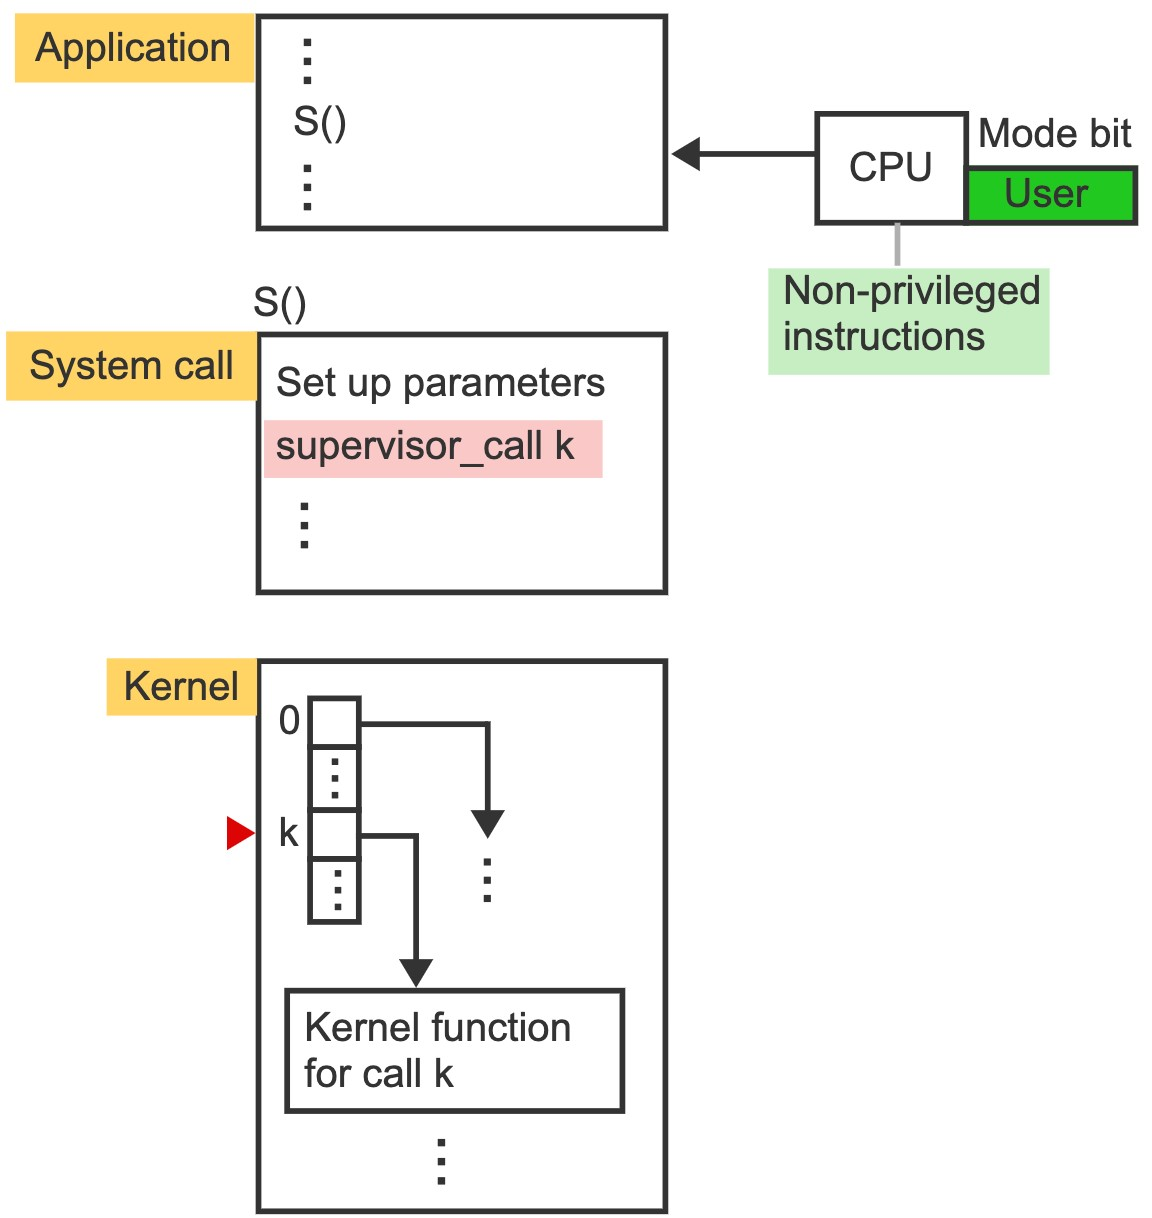 Application
S()
CPU
Mode bit
User
Non-privileged
instructions
S()
System call
Set up parameters
supervisor_call k
Kernel
0
k
Kernel function
for call k